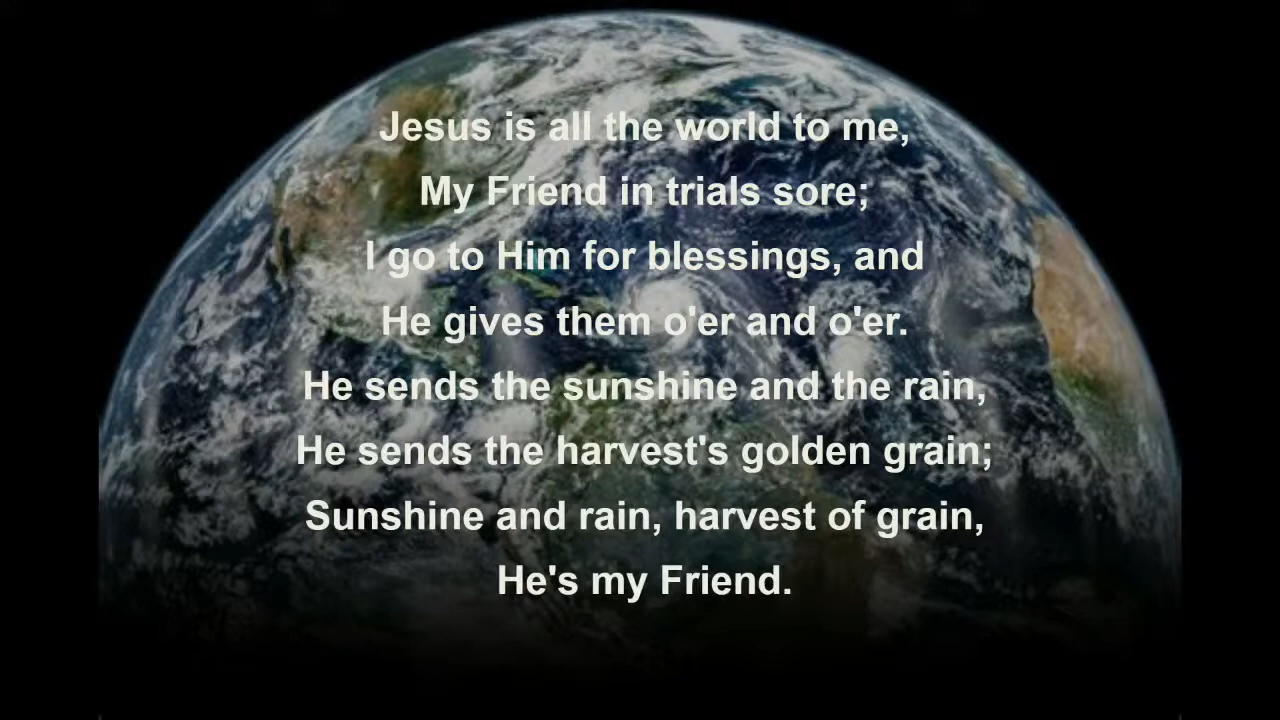 Jesus is all the world to me,
My Friend in trials sore;
I go to Him for blessings, and
He gives them o'er and o'er.
He sends the sunshine and the rain,
He sends the harvest's golden grain;
Sunshine and rain, harvest of grain,
He's my Friend.